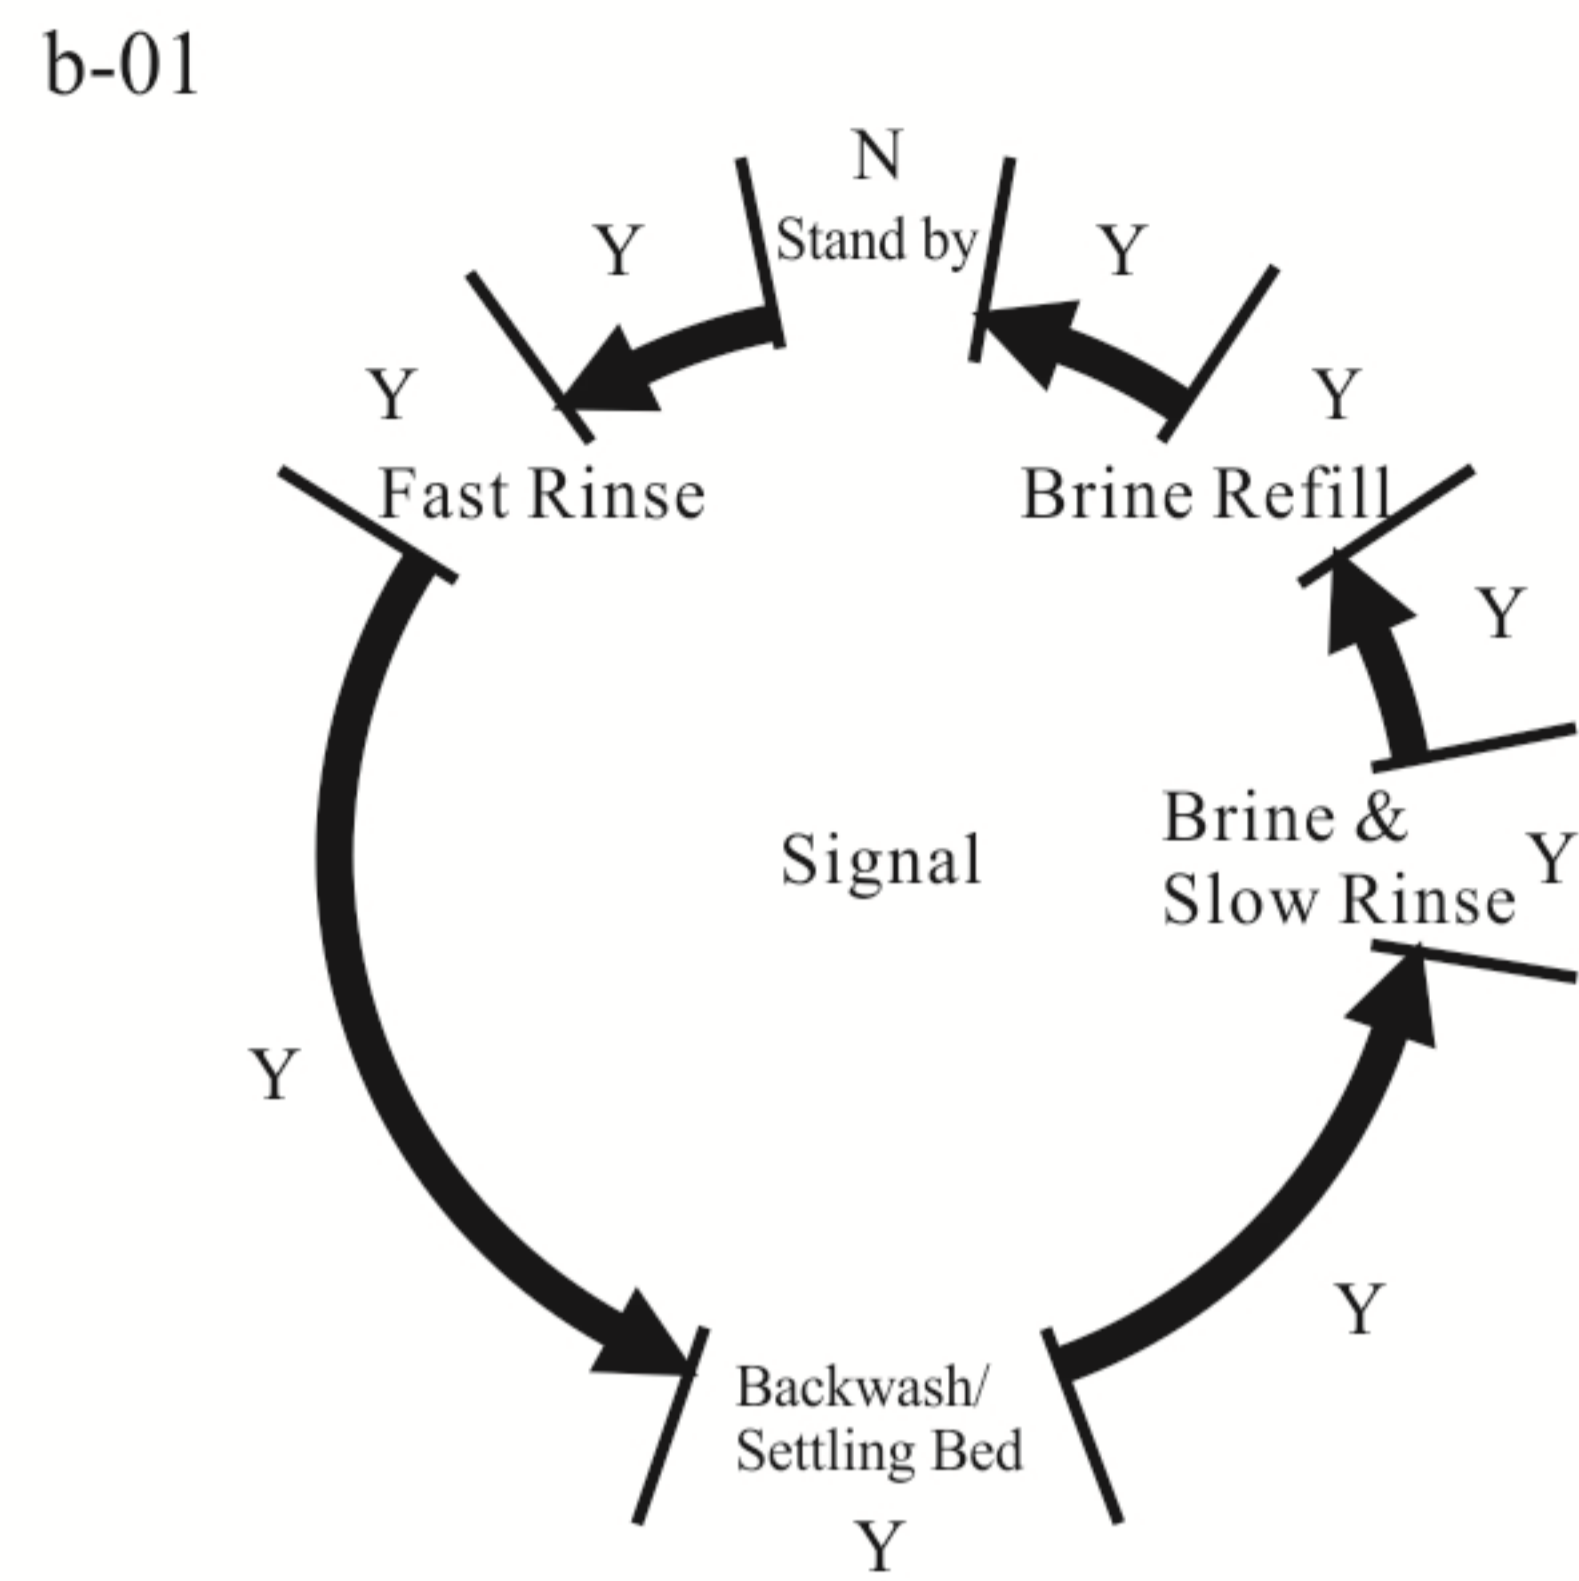 b-01
N
Stand by
Y
Y
Y
Y
Fast Rinse
Brine Refill
Y
Signal
Brine &
Slow Rinse
Y
Y
Y
Backwash/
Settling Bed
Y